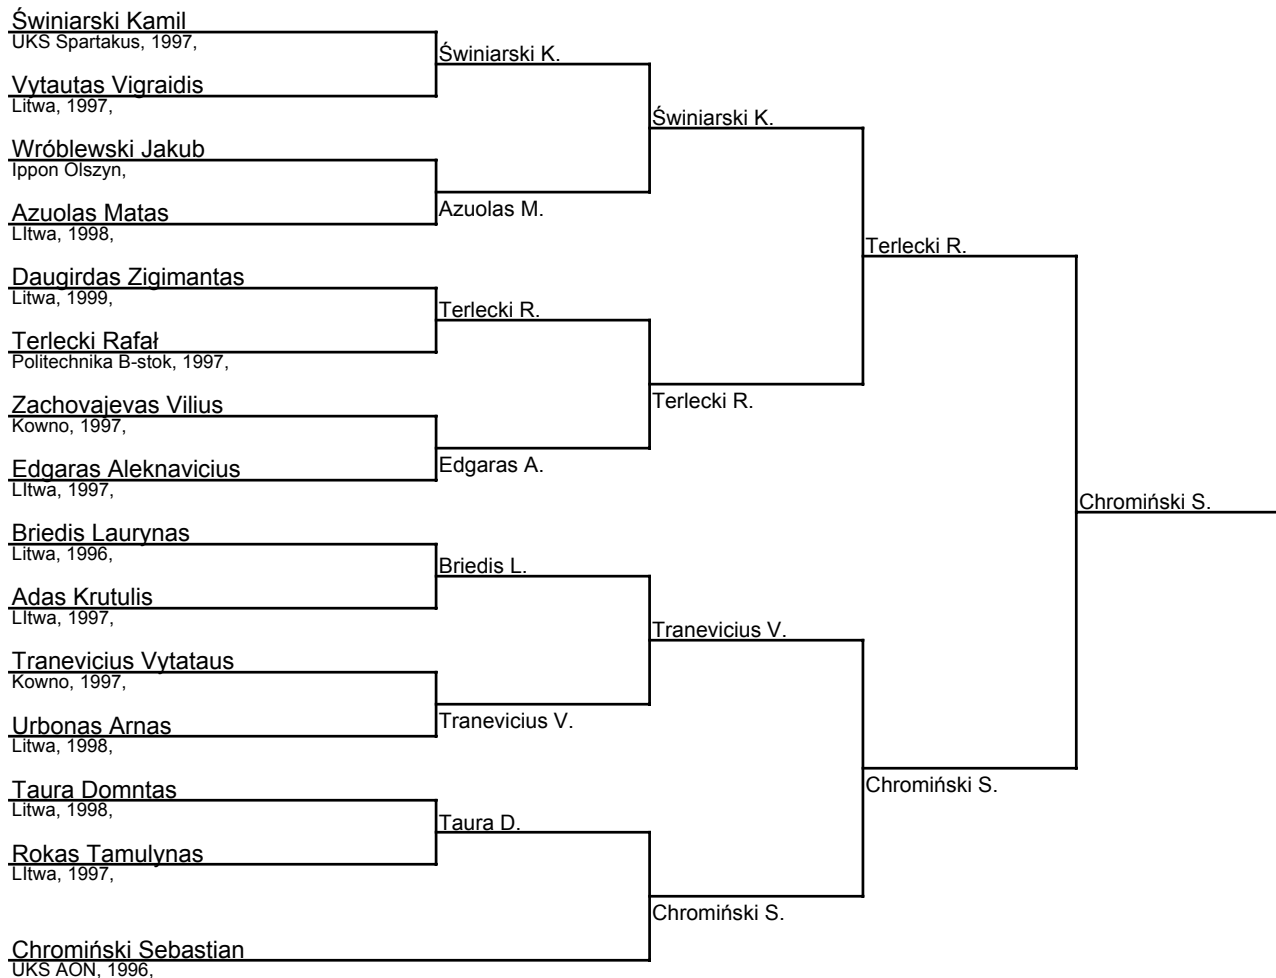 Świniarski Kamil
UKS Spartakus, 1997,
Świniarski K.
Vytautas Vigraidis
Litwa, 1997,
Świniarski K.
Wróblewski Jakub
Ippon Olszyn,
Azuolas M.
Azuolas Matas
LItwa, 1998,
Terlecki R.
Daugirdas Zigimantas
Litwa, 1999,
Terlecki R.
Terlecki Rafał
Politechnika B-stok, 1997,
Terlecki R.
Zachovajevas Vilius
Kowno, 1997,
Edgaras A.
Edgaras Aleknavicius
LItwa, 1997,
Chromiński S.
Briedis Laurynas
Litwa, 1996,
Briedis L.
Adas Krutulis
LItwa, 1997,
Tranevicius V.
Tranevicius Vytataus
Kowno, 1997,
Tranevicius V.
Urbonas Arnas
Litwa, 1998,
Chromiński S.
Taura Domntas
Litwa, 1998,
Taura D.
Rokas Tamulynas
LItwa, 1997,
Chromiński S.
Chromiński Sebastian
UKS AON, 1996,